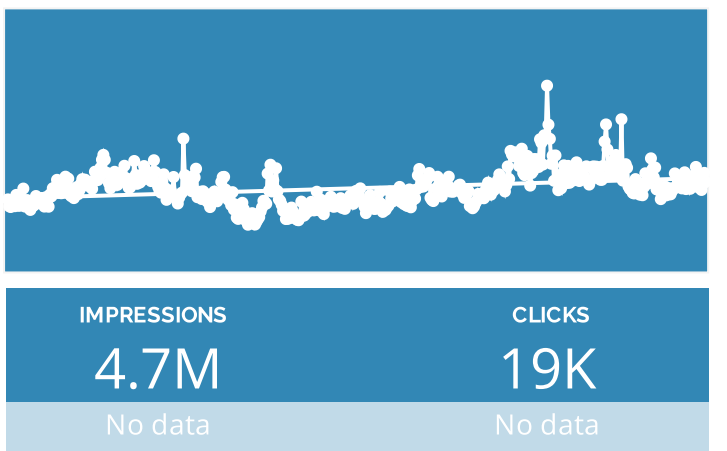 IMPRESSIONS CLICKS
4.7M 19K
No data No data